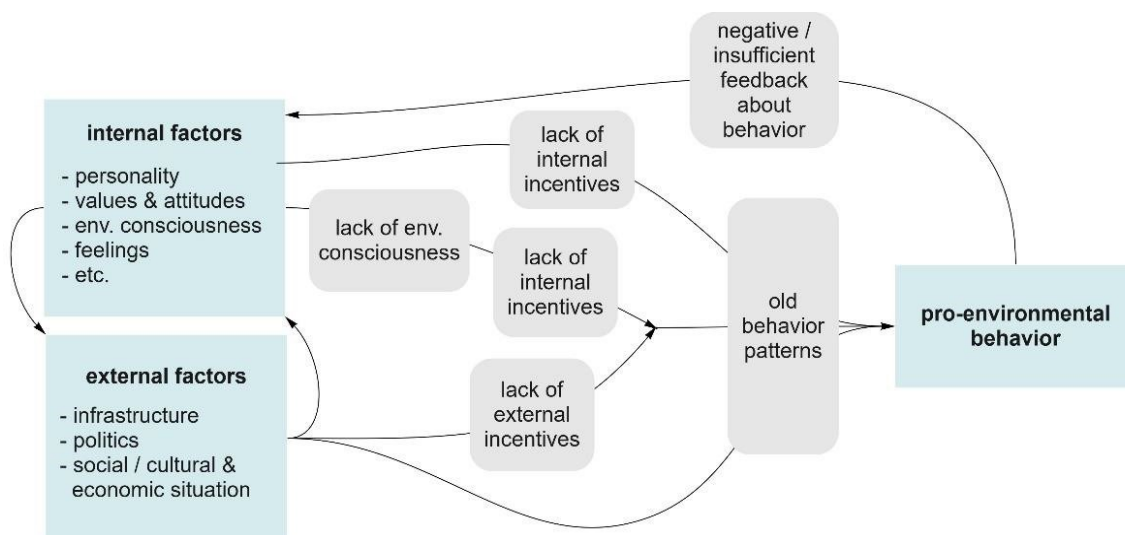 negative /
insufficient
feedback
about
behavior
internal factors
- personality
- values & attitudes
- env. consciousness
- feelings
- etc.
lack of
internal
incentives
lack of env.
consciousness
lack of
internal
incentives
old
behavior
patterns
pro-environmental
behavior
external factors
- infrastructure
- politics
- social / cultural &
economic situation
lack of
external
incentives